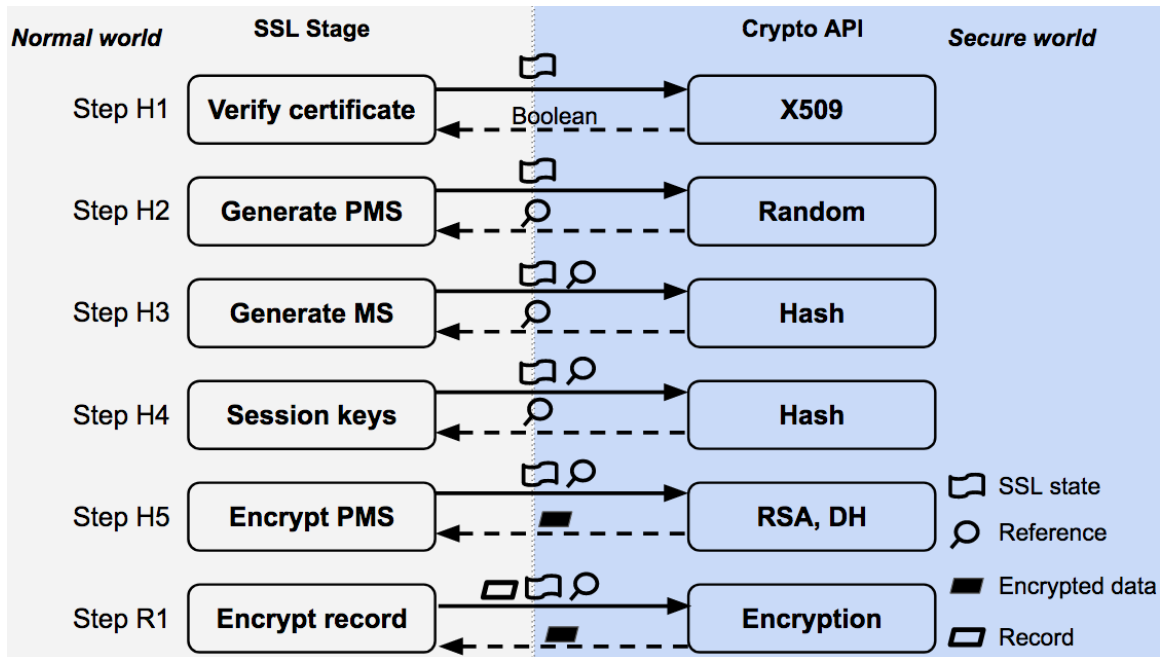 Normal world SSL Stage Crypto API Secure world
Step H1 Verify certificate Boolean X509
Step H2 Generate PMS Random
Step H3 Generate MS Hash
Step H4 Session keys Hash
Step H5 Encrypt PMS RSA, DH
Step R1 Encrypt record Encryption
SSL state
Reference
Encrypted data
Record